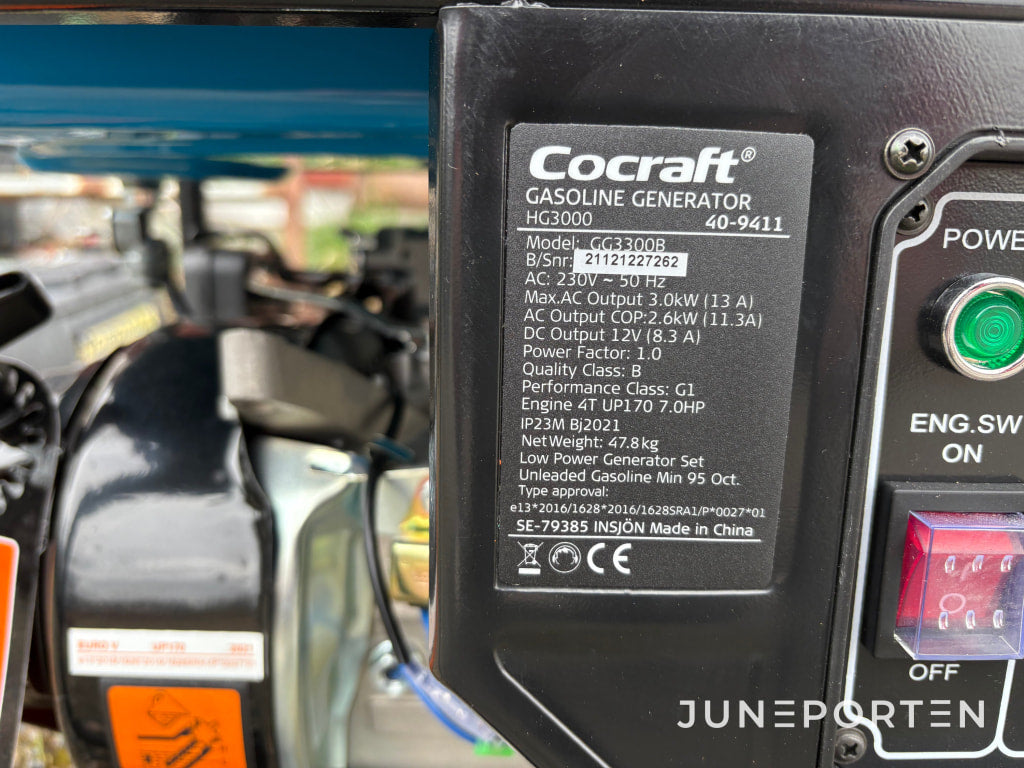 Cocraft®
GASOLINE GENERATOR
HG3000 40-9411
Model: GG3300B
B/Snr: 21121227262
AC: 230V ~ 50 Hz
Max.AC Output 3.0kW (13 A)
AC Output COP:2.6kW (11.3A)
DC Output 12V (8.3 A)
Power Factor: 1.0
Quality Class: B
Performance Class: G1
Engine 4T UP170 7.0HP
IP23M Bj2021
Net Weight: 47.8kg
Low Power Generator Set
Unleaded Gasoline Min 95 Oct.
Type approval:
e13*2016/1628*2016/1628SRA1/P*0027*01
SE-79385 INSJÖN Made in China
CE
POWE
ENG.SW
ON
OFF
EURO V UP170 2021
JUNEPORTEN